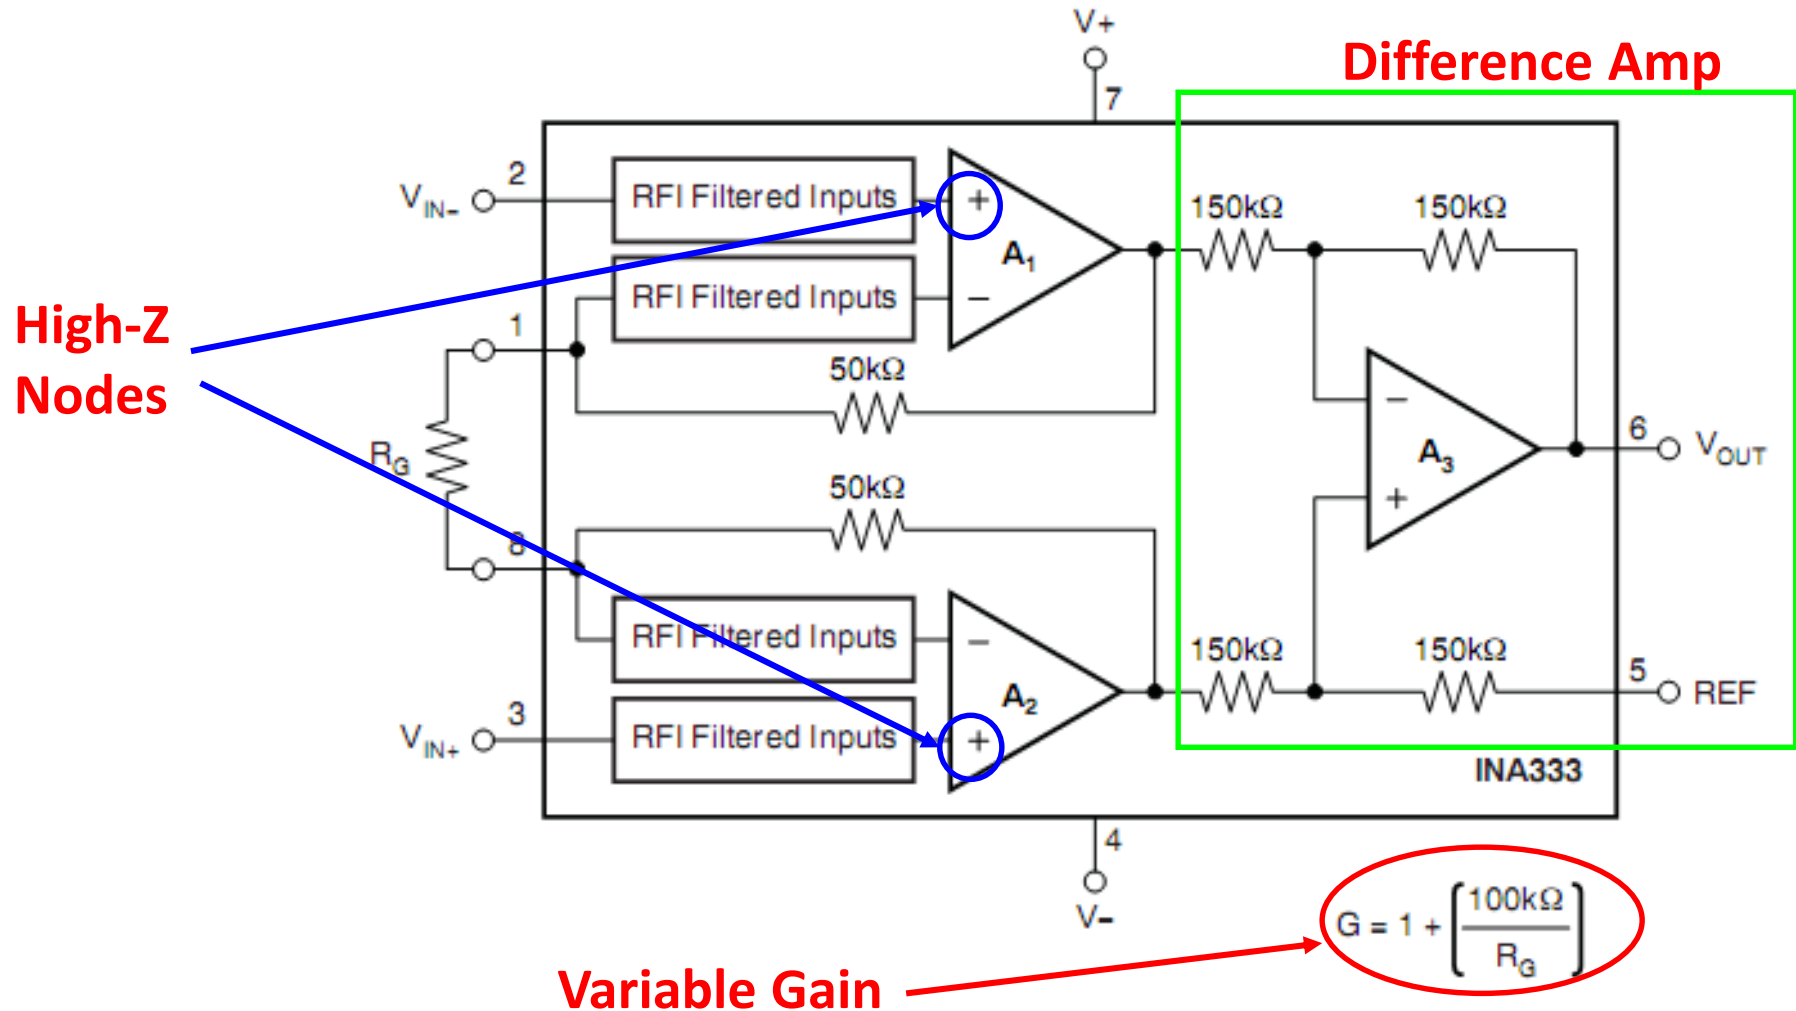 V+
Difference Amp
7
2
VIN−
RFI Filtered Inputs
+
A1
150kΩ
150kΩ
RFI Filtered Inputs
−
High-Z
Nodes
1
50kΩ
−
A3
+
6
VOUT
RG
50kΩ
8
RFI Filtered Inputs
−
A2
150kΩ
150kΩ
5
REF
3
VIN+
RFI Filtered Inputs
+
INA333
4
V−
G = 1 + [100kΩ / RG]
Variable Gain